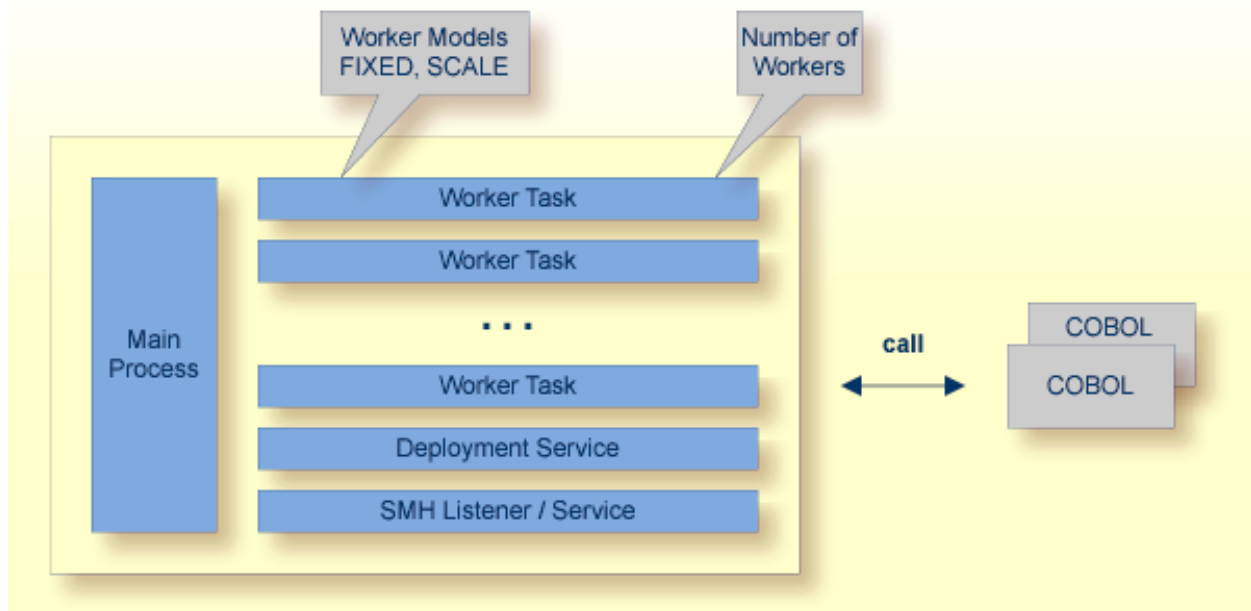 Worker Models
FIXED, SCALE
Number of
Workers
Main
Process
Worker Task
Worker Task
...
Worker Task
Deployment Service
SMH Listener / Service
call
COBOL
COBOL